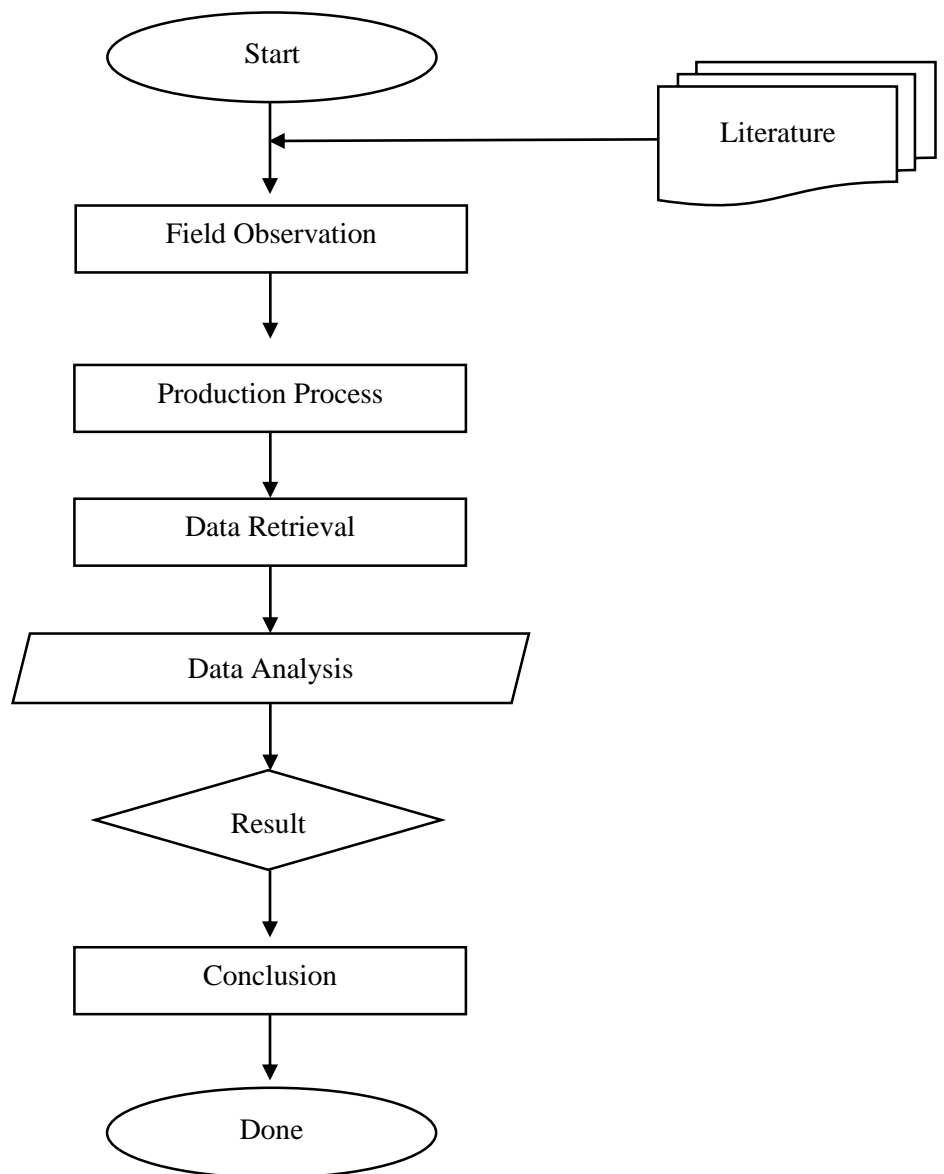 Start
Literature
Field Observation
Production Process
Data Retrieval
Data Analysis
Result
Conclusion
Done